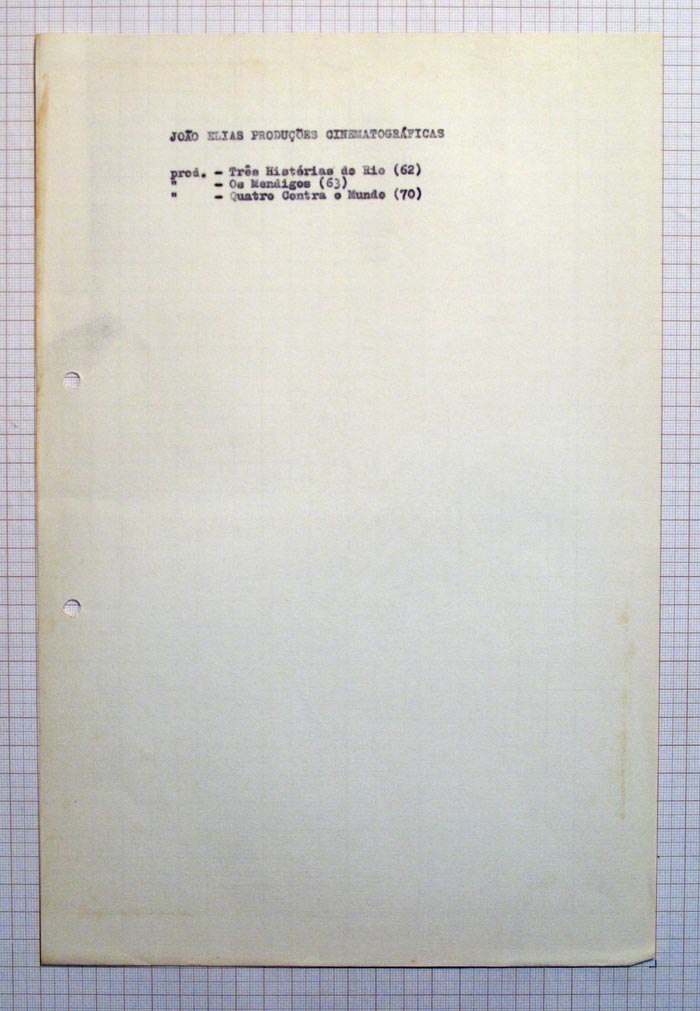 JOÃO ELIAS PRODUÇÕES CINEMATOGRÁFICAS
prod. - Três Histórias do Rio (62)
" - Os Mendigos (63)
" - Quatro Contra o Mundo (70)